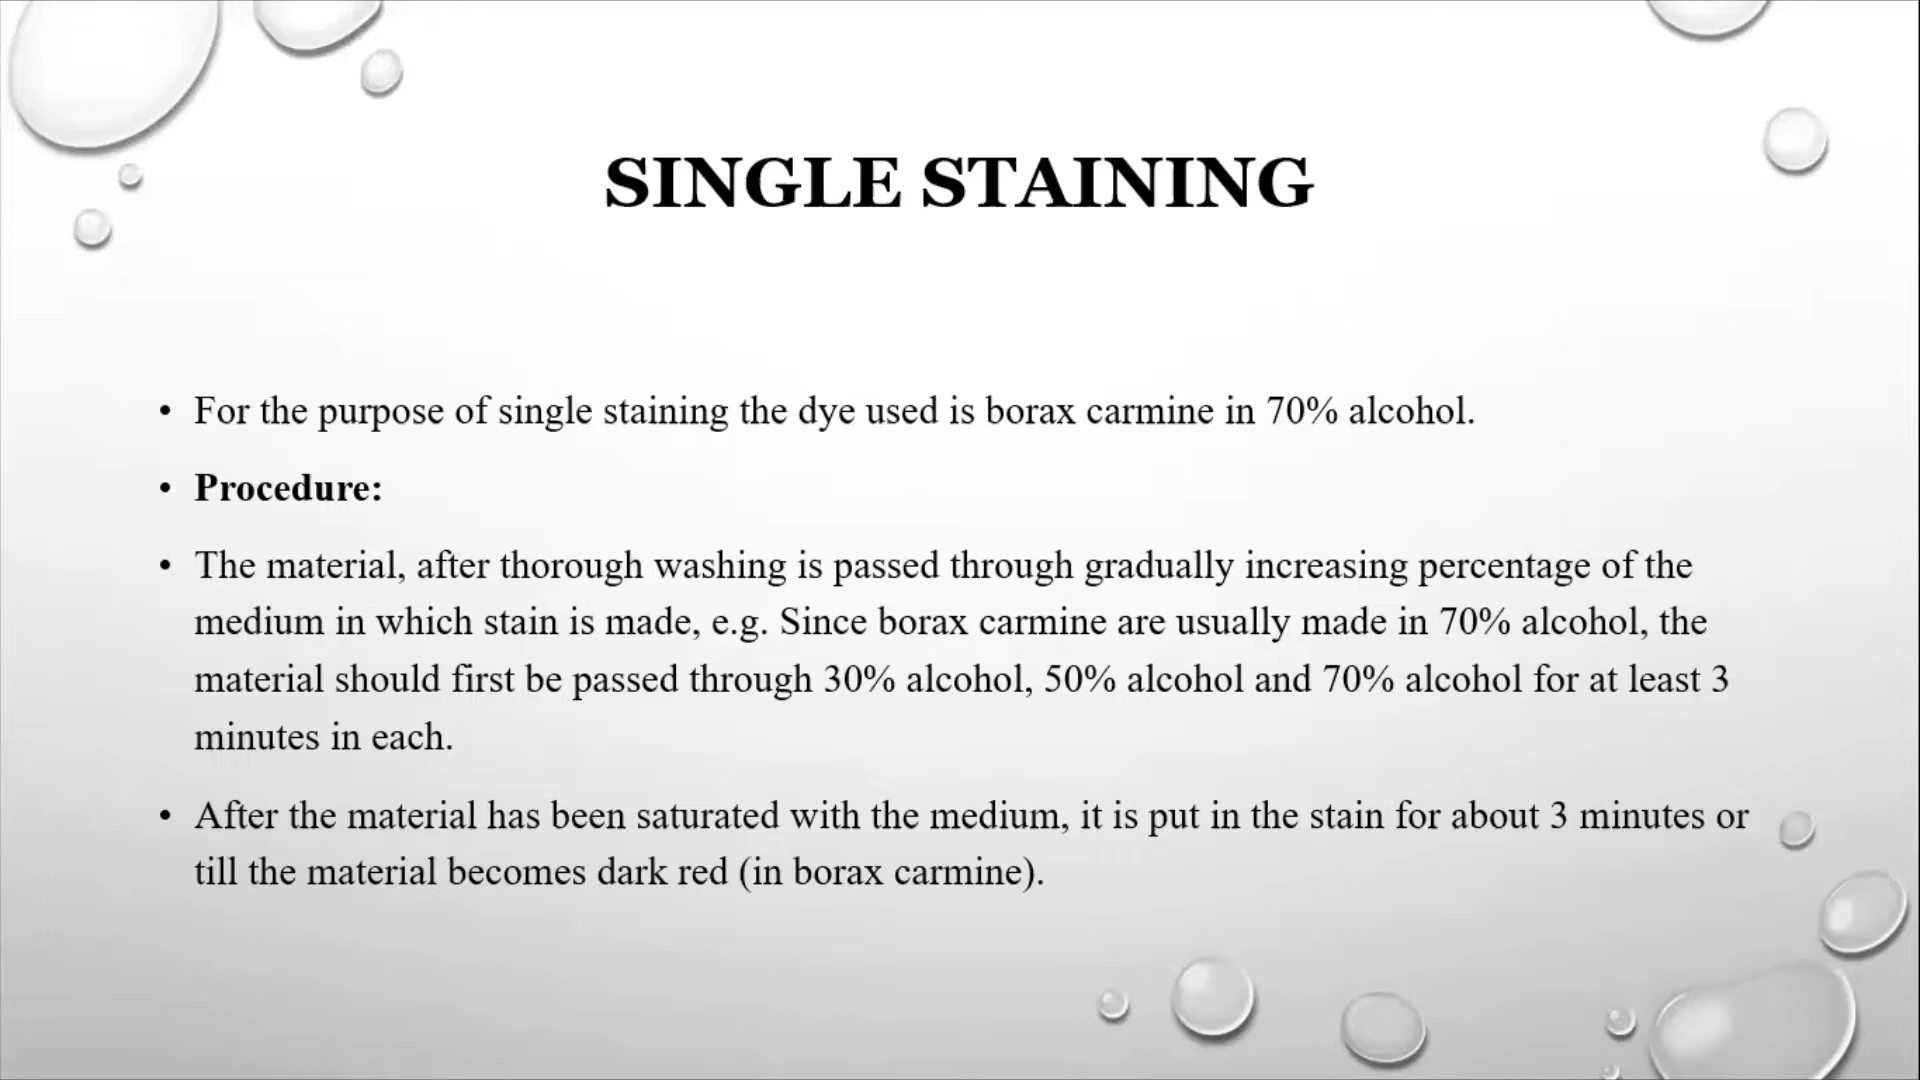 SINGLE STAINING
• For the purpose of single staining the dye used is borax carmine in 70% alcohol.
• Procedure:
• The material, after thorough washing is passed through gradually increasing percentage of the
medium in which stain is made, e.g. Since borax carmine are usually made in 70% alcohol, the
material should first be passed through 30% alcohol, 50% alcohol and 70% alcohol for at least 3
minutes in each.
• After the material has been saturated with the medium, it is put in the stain for about 3 minutes or
till the material becomes dark red (in borax carmine).